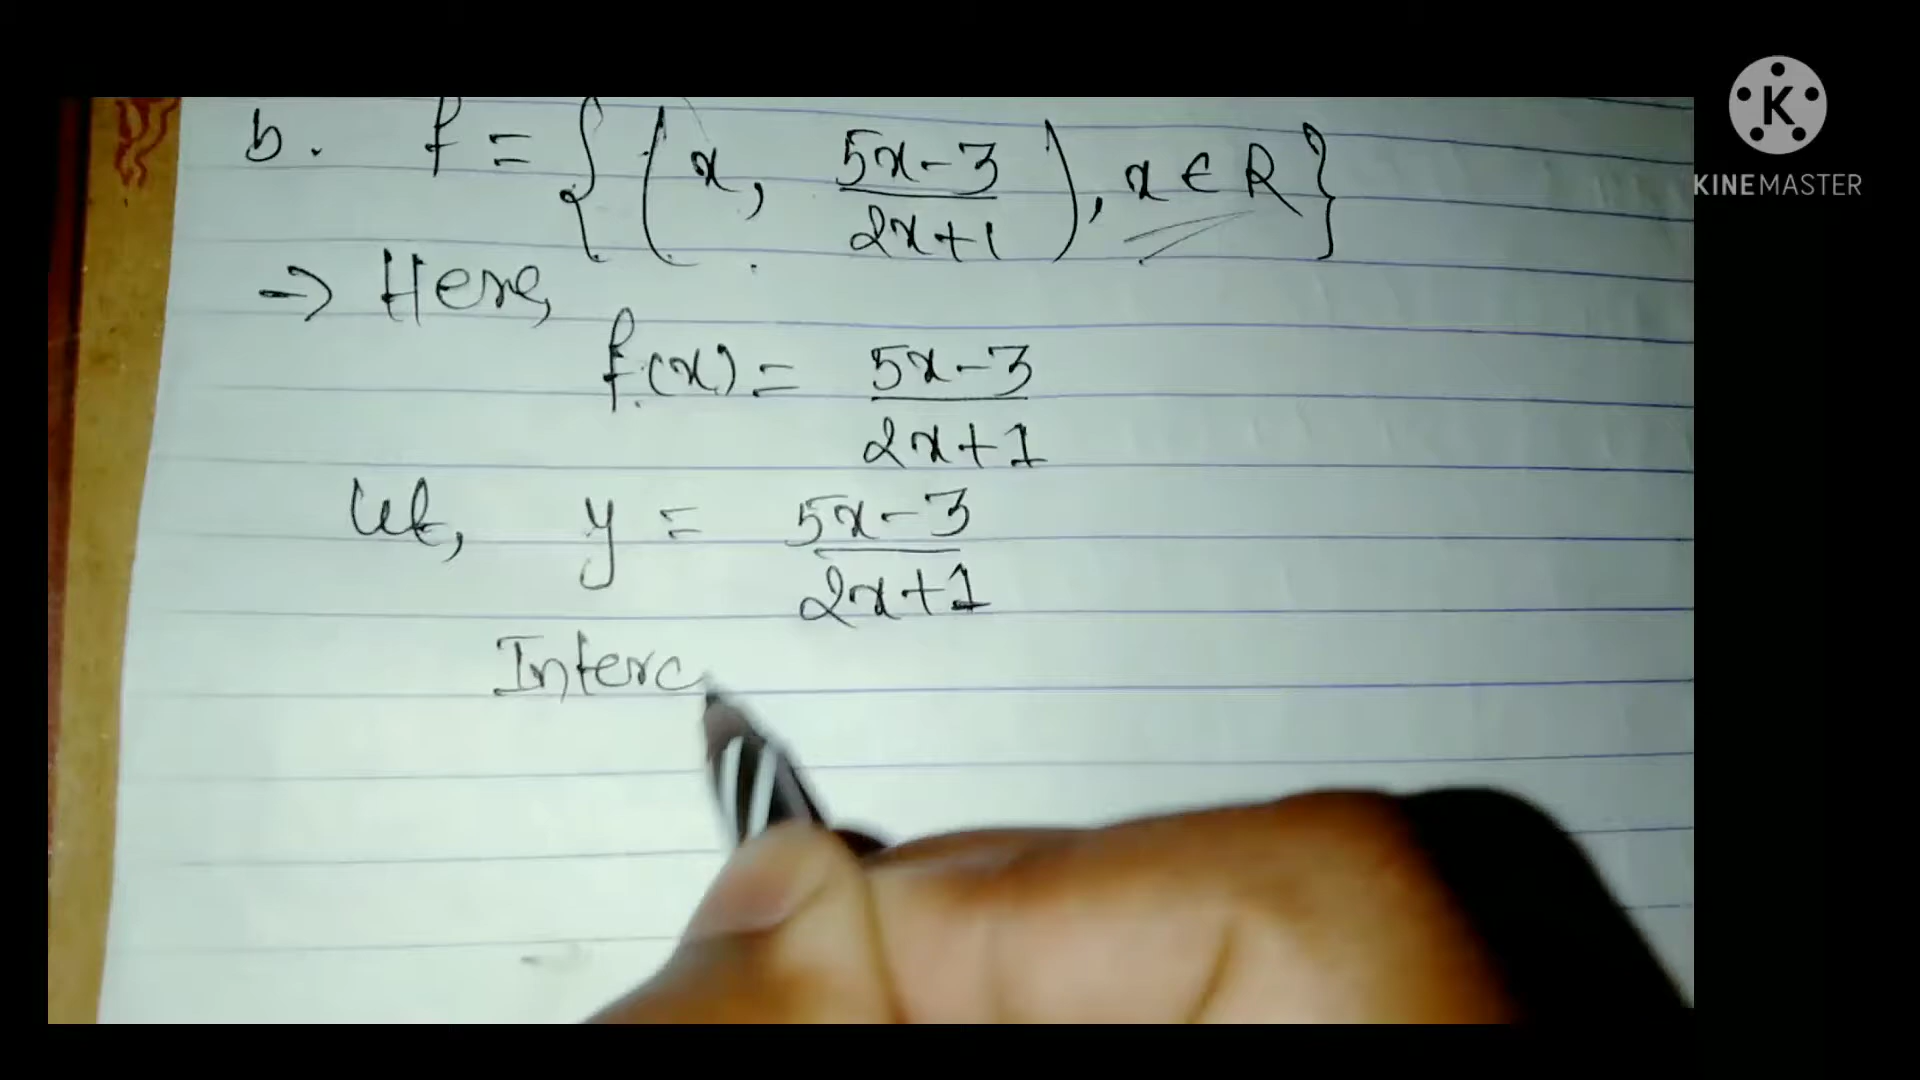 b. f = { ( x, 5x-3 / 2x+1 ), x ∈ R }
KINEMASTER
→ Here,
f(x) = 5x-3 / 2x+1
Let, y = 5x-3 / 2x+1
Interc